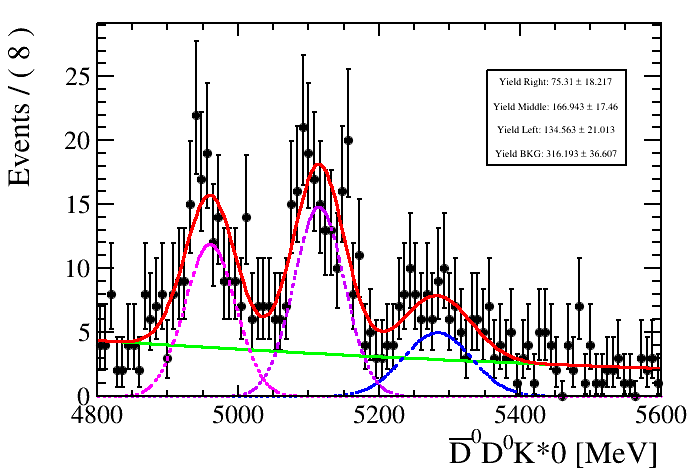 Events / ( 8 )
25
20
15
10
5
0
Yield Right: 75.31 ± 18.217
Yield Middle: 166.943 ± 17.46
Yield Left: 134.563 ± 21.013
Yield BKG: 316.193 ± 36.607
4800 5000 5200 5400 5600
D̅⁰D⁰K*0 [MeV]